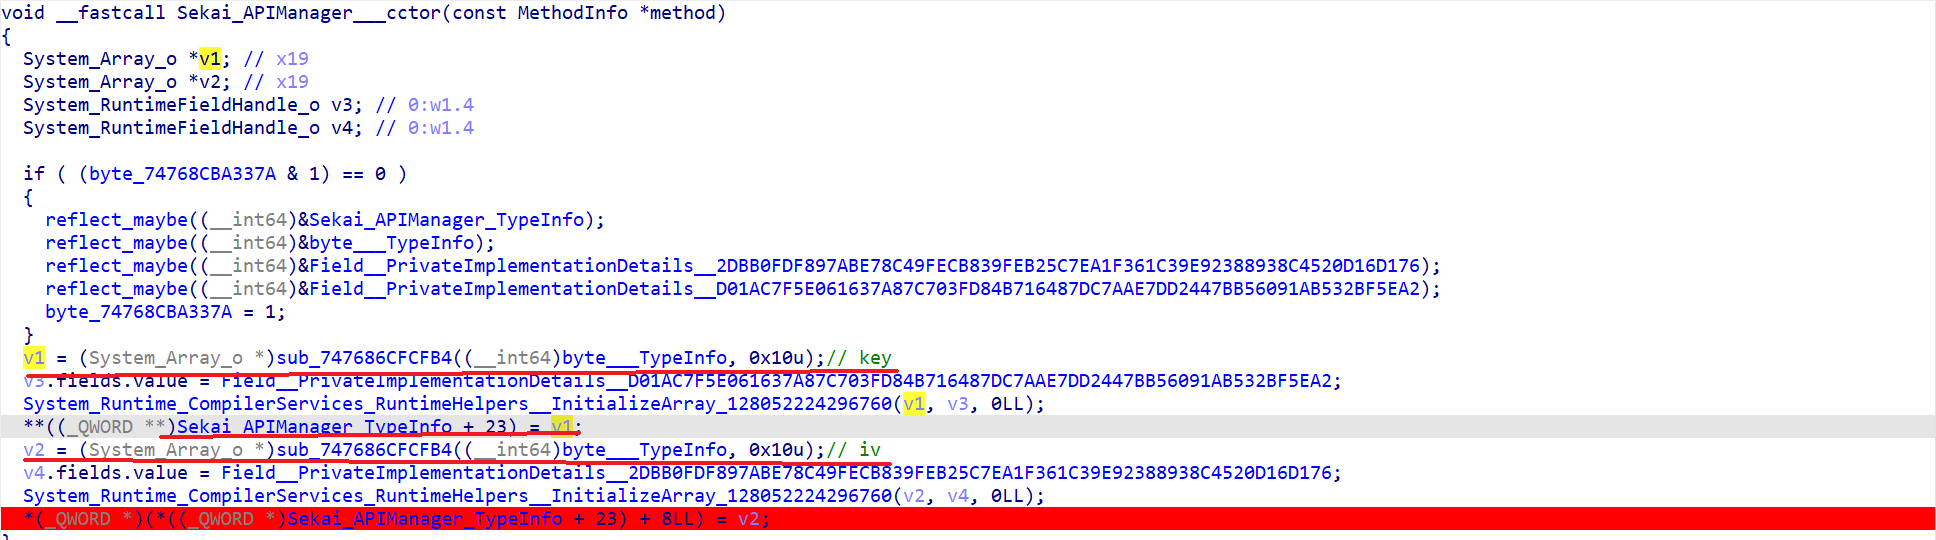 void __fastcall Sekai_APIManager___cctor(const MethodInfo *method)
{
System_Array_o *v1; // x19
System_Array_o *v2; // x19
System_RuntimeFieldHandle_o v3; // 0:w1.4
System_RuntimeFieldHandle_o v4; // 0:w1.4
if ( (byte_74768CBA337A & 1) == 0 )
{
reflect_maybe((__int64)&Sekai_APIManager_TypeInfo);
reflect_maybe((__int64)&byte___TypeInfo);
reflect_maybe((__int64)&Field__PrivateImplementationDetails__2DBB0FDF897ABE78C49FECB839FEB25C7EA1F361C39E92388938C4520D16D176);
reflect_maybe((__int64)&Field__PrivateImplementationDetails__D01AC7F5E061637A87C703FD84B716487DC7AAE7DD2447BB56091AB532BF5EA2);
byte_74768CBA337A = 1;
}
v1 = (System_Array_o *)sub_747686CFCFB4((__int64)byte___TypeInfo, 0x10u);// key
v3.fields.value = Field__PrivateImplementationDetails__D01AC7F5E061637A87C703FD84B716487DC7AAE7DD2447BB56091AB532BF5EA2;
System_Runtime_CompilerServices_RuntimeHelpers__InitializeArray_128052224296760(v1, v3, 0LL);
**((_QWORD **)Sekai_APIManager_TypeInfo + 23) = v1;
v2 = (System_Array_o *)sub_747686CFCFB4((__int64)byte___TypeInfo, 0x10u);// iv
v4.fields.value = Field__PrivateImplementationDetails__2DBB0FDF897ABE78C49FECB839FEB25C7EA1F361C39E92388938C4520D16D176;
System_Runtime_CompilerServices_RuntimeHelpers__InitializeArray_128052224296760(v2, v4, 0LL);
*(_QWORD *)(*((_QWORD *)Sekai_APIManager_TypeInfo + 23) + 8LL) = v2;
}